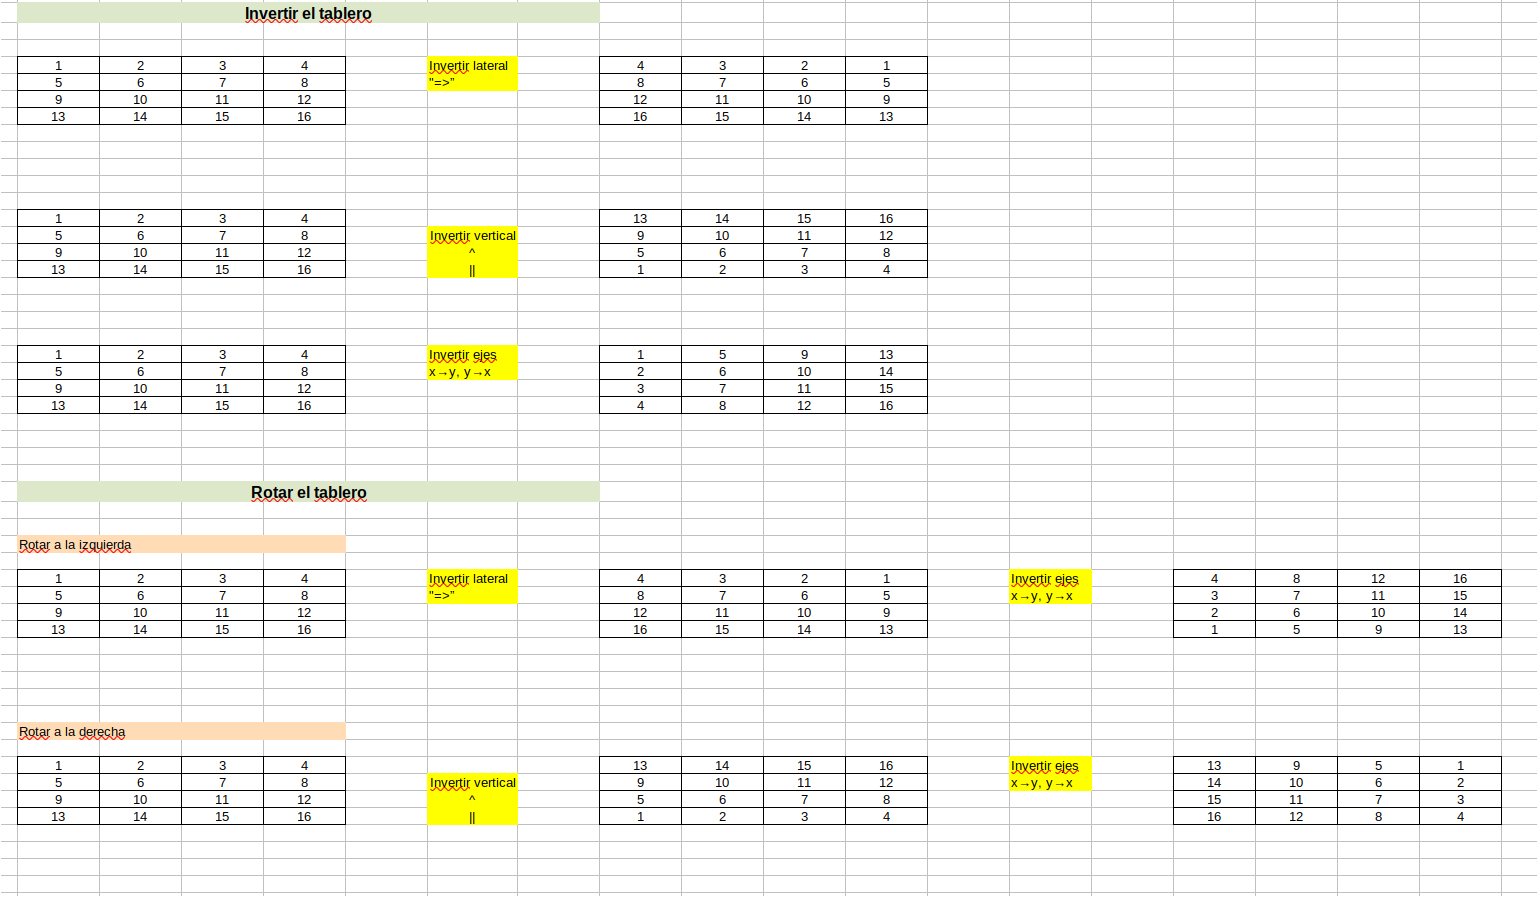 Invertir el tablero
1 2 3 4 Invertir lateral 4 3 2 1
5 6 7 8 "=>” 8 7 6 5
9 10 11 12 12 11 10 9
13 14 15 16 16 15 14 13
1 2 3 4 13 14 15 16
5 6 7 8 Invertir vertical 9 10 11 12
9 10 11 12 ^ 5 6 7 8
13 14 15 16 || 1 2 3 4
1 2 3 4 Invertir ejes 1 5 9 13
5 6 7 8 x→y, y→x 2 6 10 14
9 10 11 12 3 7 11 15
13 14 15 16 4 8 12 16
Rotar el tablero
Rotar a la izquierda
1 2 3 4 Invertir lateral 4 3 2 1 Invertir ejes 4 8 12 16
5 6 7 8 "=>” 8 7 6 5 x→y, y→x 3 7 11 15
9 10 11 12 12 11 10 9 2 6 10 14
13 14 15 16 16 15 14 13 1 5 9 13
Rotar a la derecha
1 2 3 4 13 14 15 16 Invertir ejes 13 9 5 1
5 6 7 8 Invertir vertical 9 10 11 12 x→y, y→x 14 10 6 2
9 10 11 12 ^ 5 6 7 8 15 11 7 3
13 14 15 16 || 1 2 3 4 16 12 8 4